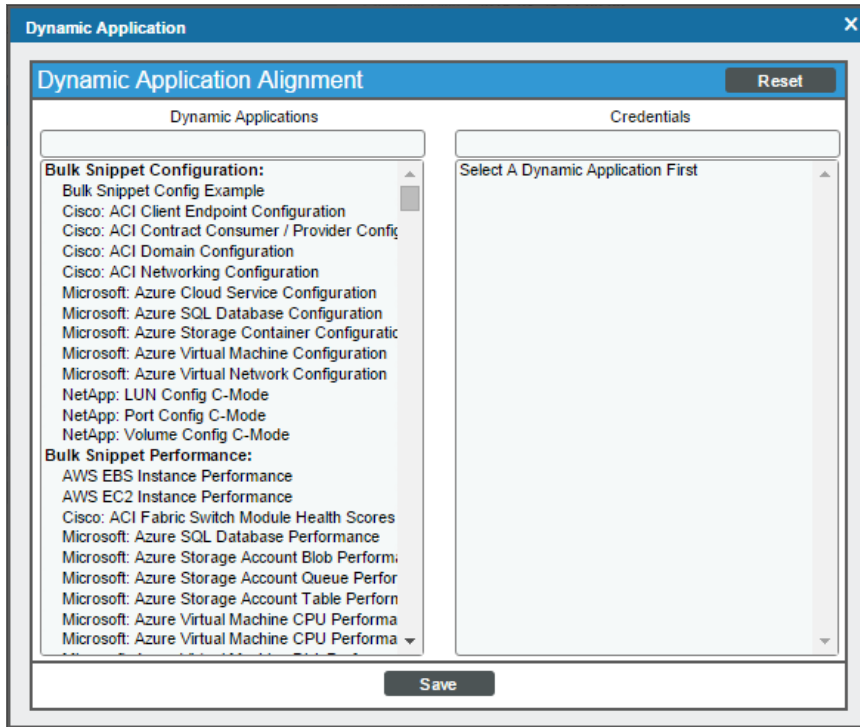 Dynamic Application
Dynamic Application Alignment
Reset
Dynamic Applications
Credentials
Bulk Snippet Configuration:
Bulk Snippet Config Example
Cisco: ACI Client Endpoint Configuration
Cisco: ACI Contract Consumer / Provider Config
Cisco: ACI Domain Configuration
Cisco: ACI Networking Configuration
Microsoft: Azure Cloud Service Configuration
Microsoft: Azure SQL Database Configuration
Microsoft: Azure Storage Container Configuratic
Microsoft: Azure Virtual Machine Configuration
Microsoft: Azure Virtual Network Configuration
NetApp: LUN Config C-Mode
NetApp: Port Config C-Mode
NetApp: Volume Config C-Mode
Bulk Snippet Performance:
AWS EBS Instance Performance
AWS EC2 Instance Performance
Cisco: ACI Fabric Switch Module Health Scores
Microsoft: Azure SQL Database Performance
Microsoft: Azure Storage Account Blob Performa
Microsoft: Azure Storage Account Queue Perfor
Microsoft: Azure Storage Account Table Perforn
Microsoft: Azure Virtual Machine CPU Performa
Microsoft: Azure Virtual Machine CPU Performa
Select A Dynamic Application First
Save